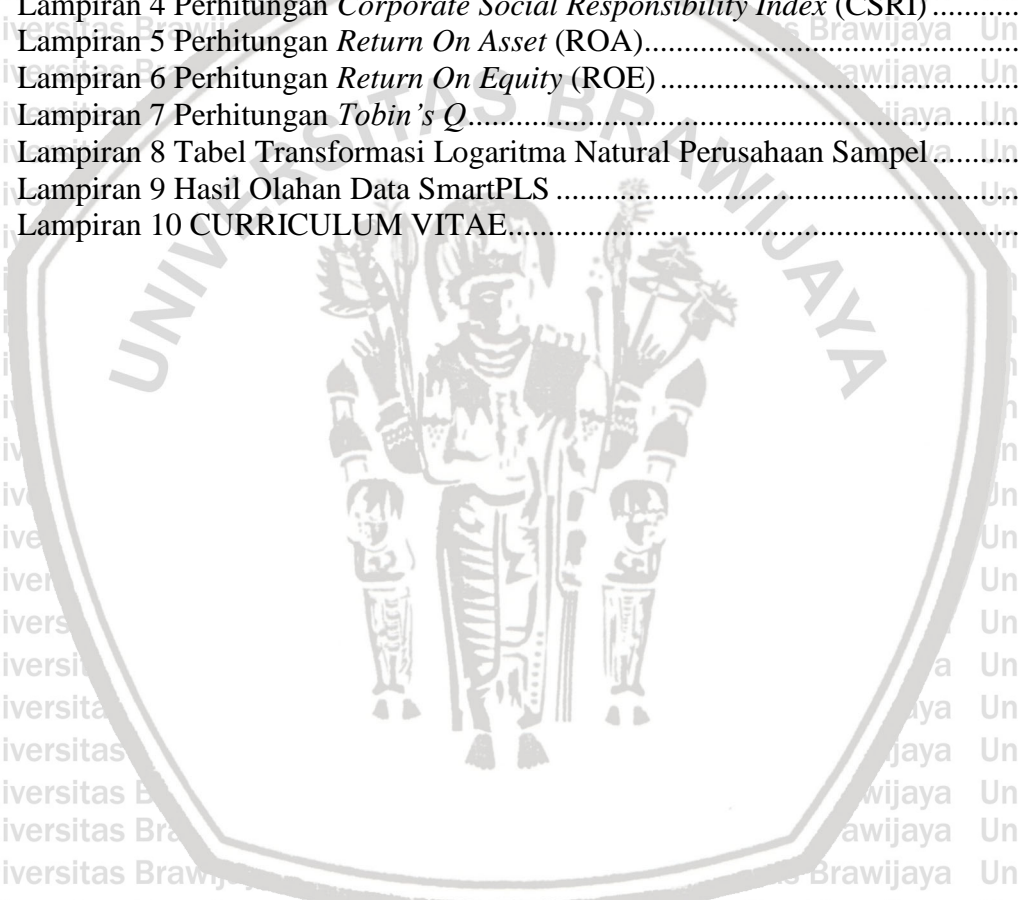 Lampiran 4 Perhitungan Corporate Social Responsibility Index (CSRI)...........
Lampiran 5 Perhitungan Return On Asset (ROA)..............................................
Lampiran 6 Perhitungan Return On Equity (ROE)............................................
Lampiran 7 Perhitungan Tobin's Q....................................................................
Lampiran 8 Tabel Transformasi Logaritma Natural Perusahaan Sampel...........
Lampiran 9 Hasil Olahan Data SmartPLS.........................................................
Lampiran 10 CURRICULUM VITAE...............................................................
UNIVERSITAS BRAWIJAYA